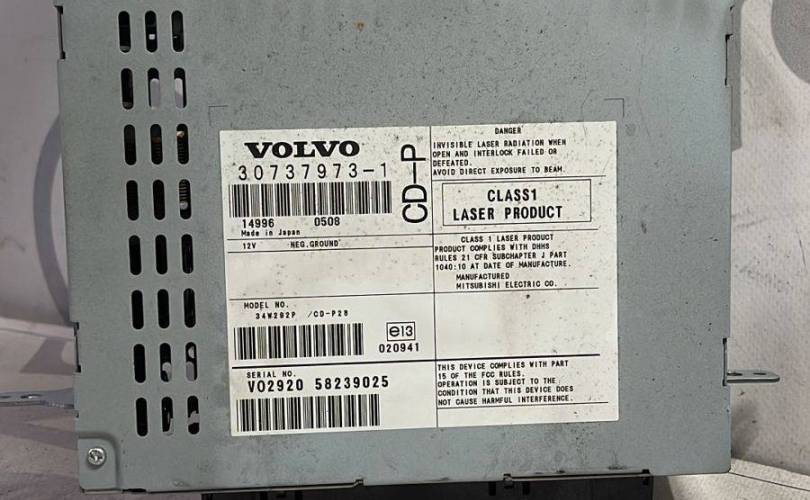 VOLVO
30737973-1
CD-P
14996 0508
Made in Japan
12V NEG.GROUND
MODEL NO.
34W292P /CD-P28
e13
020941
SERIAL NO.
VO2920 58239025
DANGER
INVISIBLE LASER RADIATION WHEN
OPEN AND INTERLOCK FAILED OR
DEFEATED.
AVOID DIRECT EXPOSURE TO BEAM.
CLASS1
LASER PRODUCT
CLASS 1 LASER PRODUCT
PRODUCT COMPLIES WITH DHHS
RULES 21 CFR SUBCHAPTER J PART
1040:10 AT DATE OF MANUFACTURE.
MANUFACTURED
MITSUBISHI ELECTRIC CO.
THIS DEVICE COMPLIES WITH PART
15 OF THE FCC RULES.
OPERATION IS SUBJECT TO THE
CONDITION THAT THIS DEVICE DOES
NOT CAUSE HARMFUL INTERFERENCE.